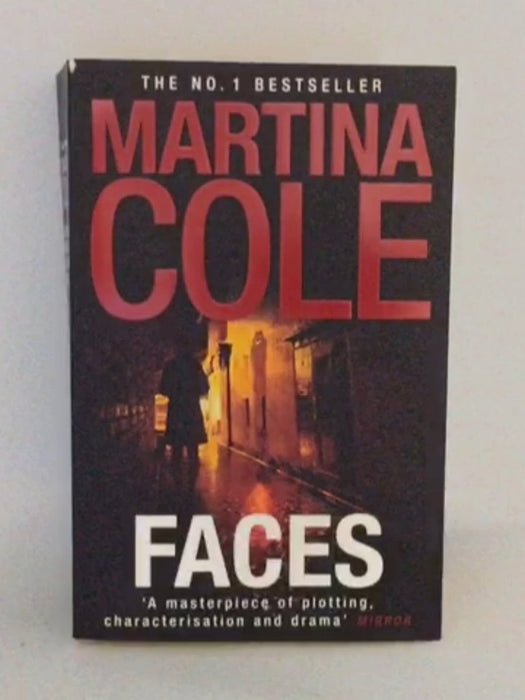 THE NO. 1 BESTSELLER
MARTINA
COLE
FACES
'A masterpiece of plotting,
characterisation and drama' MIRROR